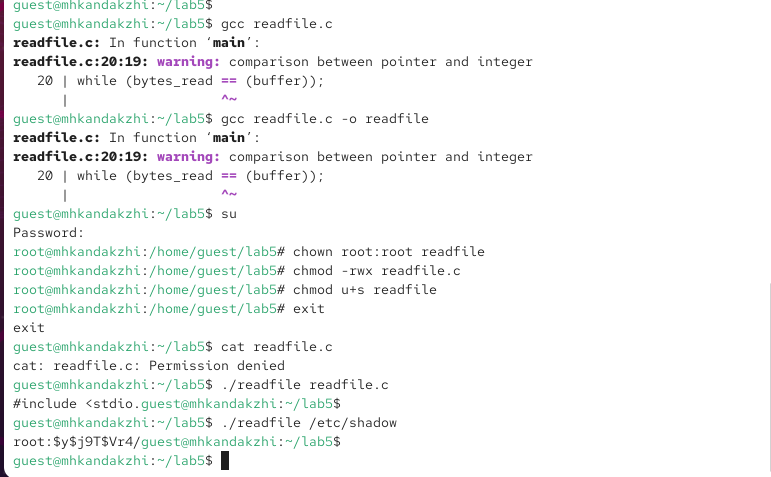 guest@mhkandakzhi:~/lab5$
guest@mhkandakzhi:~/lab5$ gcc readfile.c
readfile.c: In function ‘main’:
readfile.c:20:19: warning: comparison between pointer and integer
   20 | while (bytes_read == (buffer));
      |                   ^~
guest@mhkandakzhi:~/lab5$ gcc readfile.c -o readfile
readfile.c: In function ‘main’:
readfile.c:20:19: warning: comparison between pointer and integer
   20 | while (bytes_read == (buffer));
      |                   ^~
guest@mhkandakzhi:~/lab5$ su
Password:
root@mhkandakzhi:/home/guest/lab5# chown root:root readfile
root@mhkandakzhi:/home/guest/lab5# chmod -rwx readfile.c
root@mhkandakzhi:/home/guest/lab5# chmod u+s readfile
root@mhkandakzhi:/home/guest/lab5# exit
exit
guest@mhkandakzhi:~/lab5$ cat readfile.c
cat: readfile.c: Permission denied
guest@mhkandakzhi:~/lab5$ ./readfile readfile.c
#include <stdio.guest@mhkandakzhi:~/lab5$
guest@mhkandakzhi:~/lab5$ ./readfile /etc/shadow
root:$y$j9T$Vr4/guest@mhkandakzhi:~/lab5$
guest@mhkandakzhi:~/lab5$